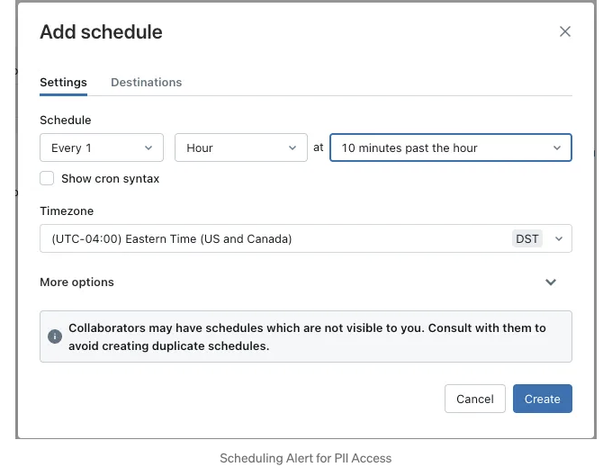 Add schedule
Settings Destinations
Schedule
Every 1 Hour at 10 minutes past the hour
Show cron syntax
Timezone
(UTC-04:00) Eastern Time (US and Canada) DST
More options
Collaborators may have schedules which are not visible to you. Consult with them to
avoid creating duplicate schedules.
Cancel Create
Scheduling Alert for PII Access